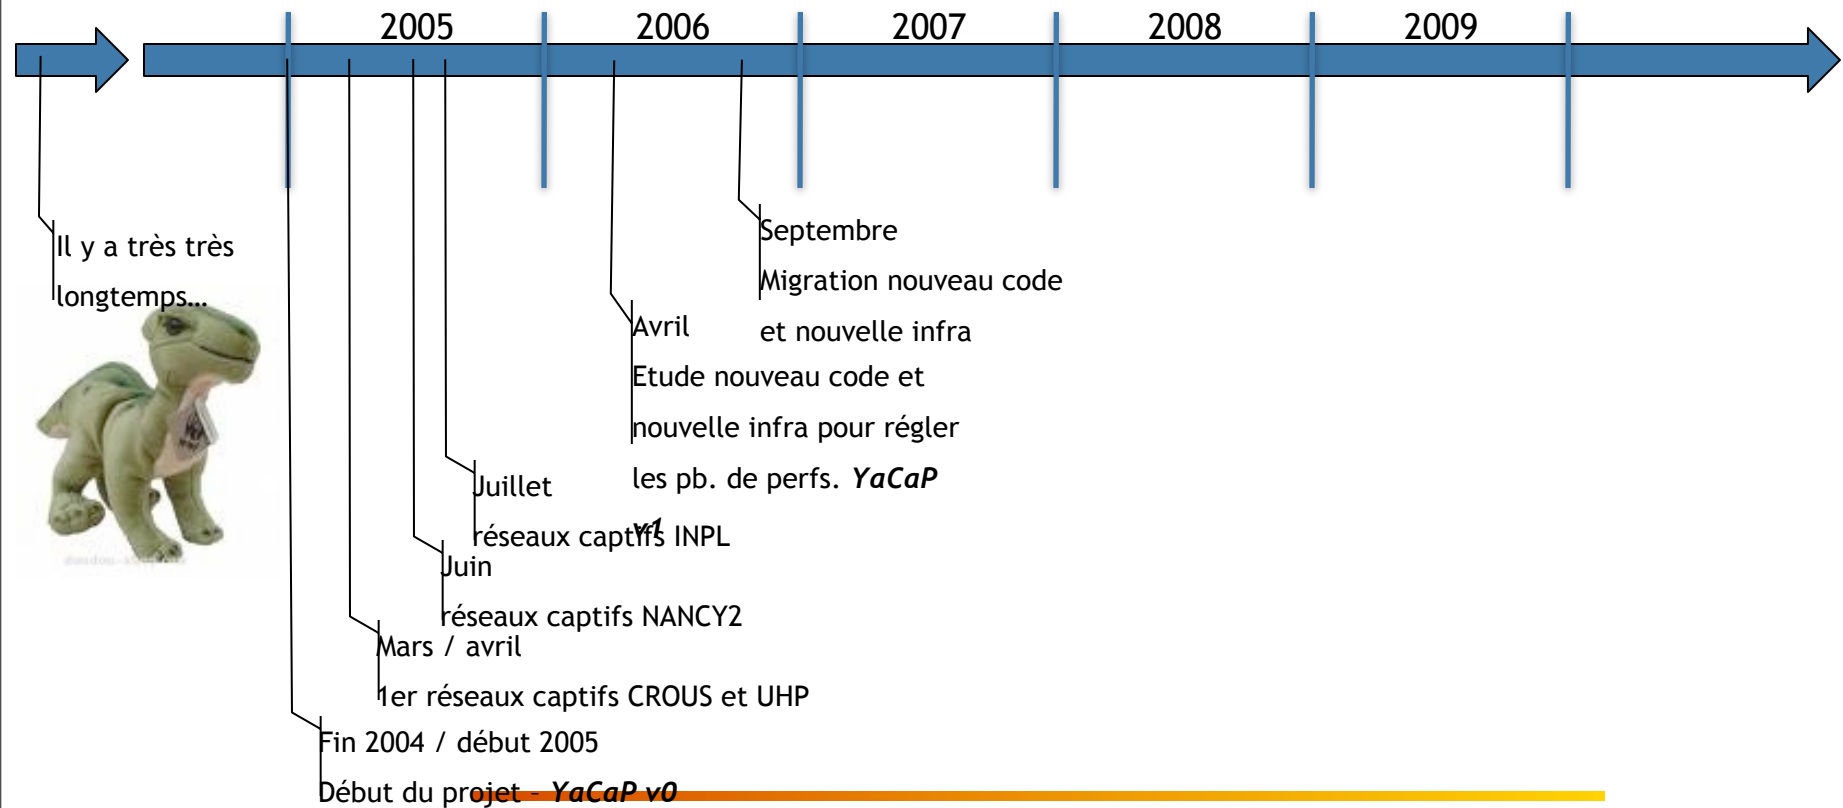 2005
2006
2007
2008
2009
Il y a très très
longtemps…
Septembre
Migration nouveau code
et nouvelle infra
Avril
Etude nouveau code et
nouvelle infra pour régler
les pb. de perfs. YaCaP
v1
Juillet
réseaux captifs INPL
Juin
réseaux captifs NANCY2
Mars / avril
1er réseaux captifs CROUS et UHP
Fin 2004 / début 2005
Début du projet – YaCaP v0